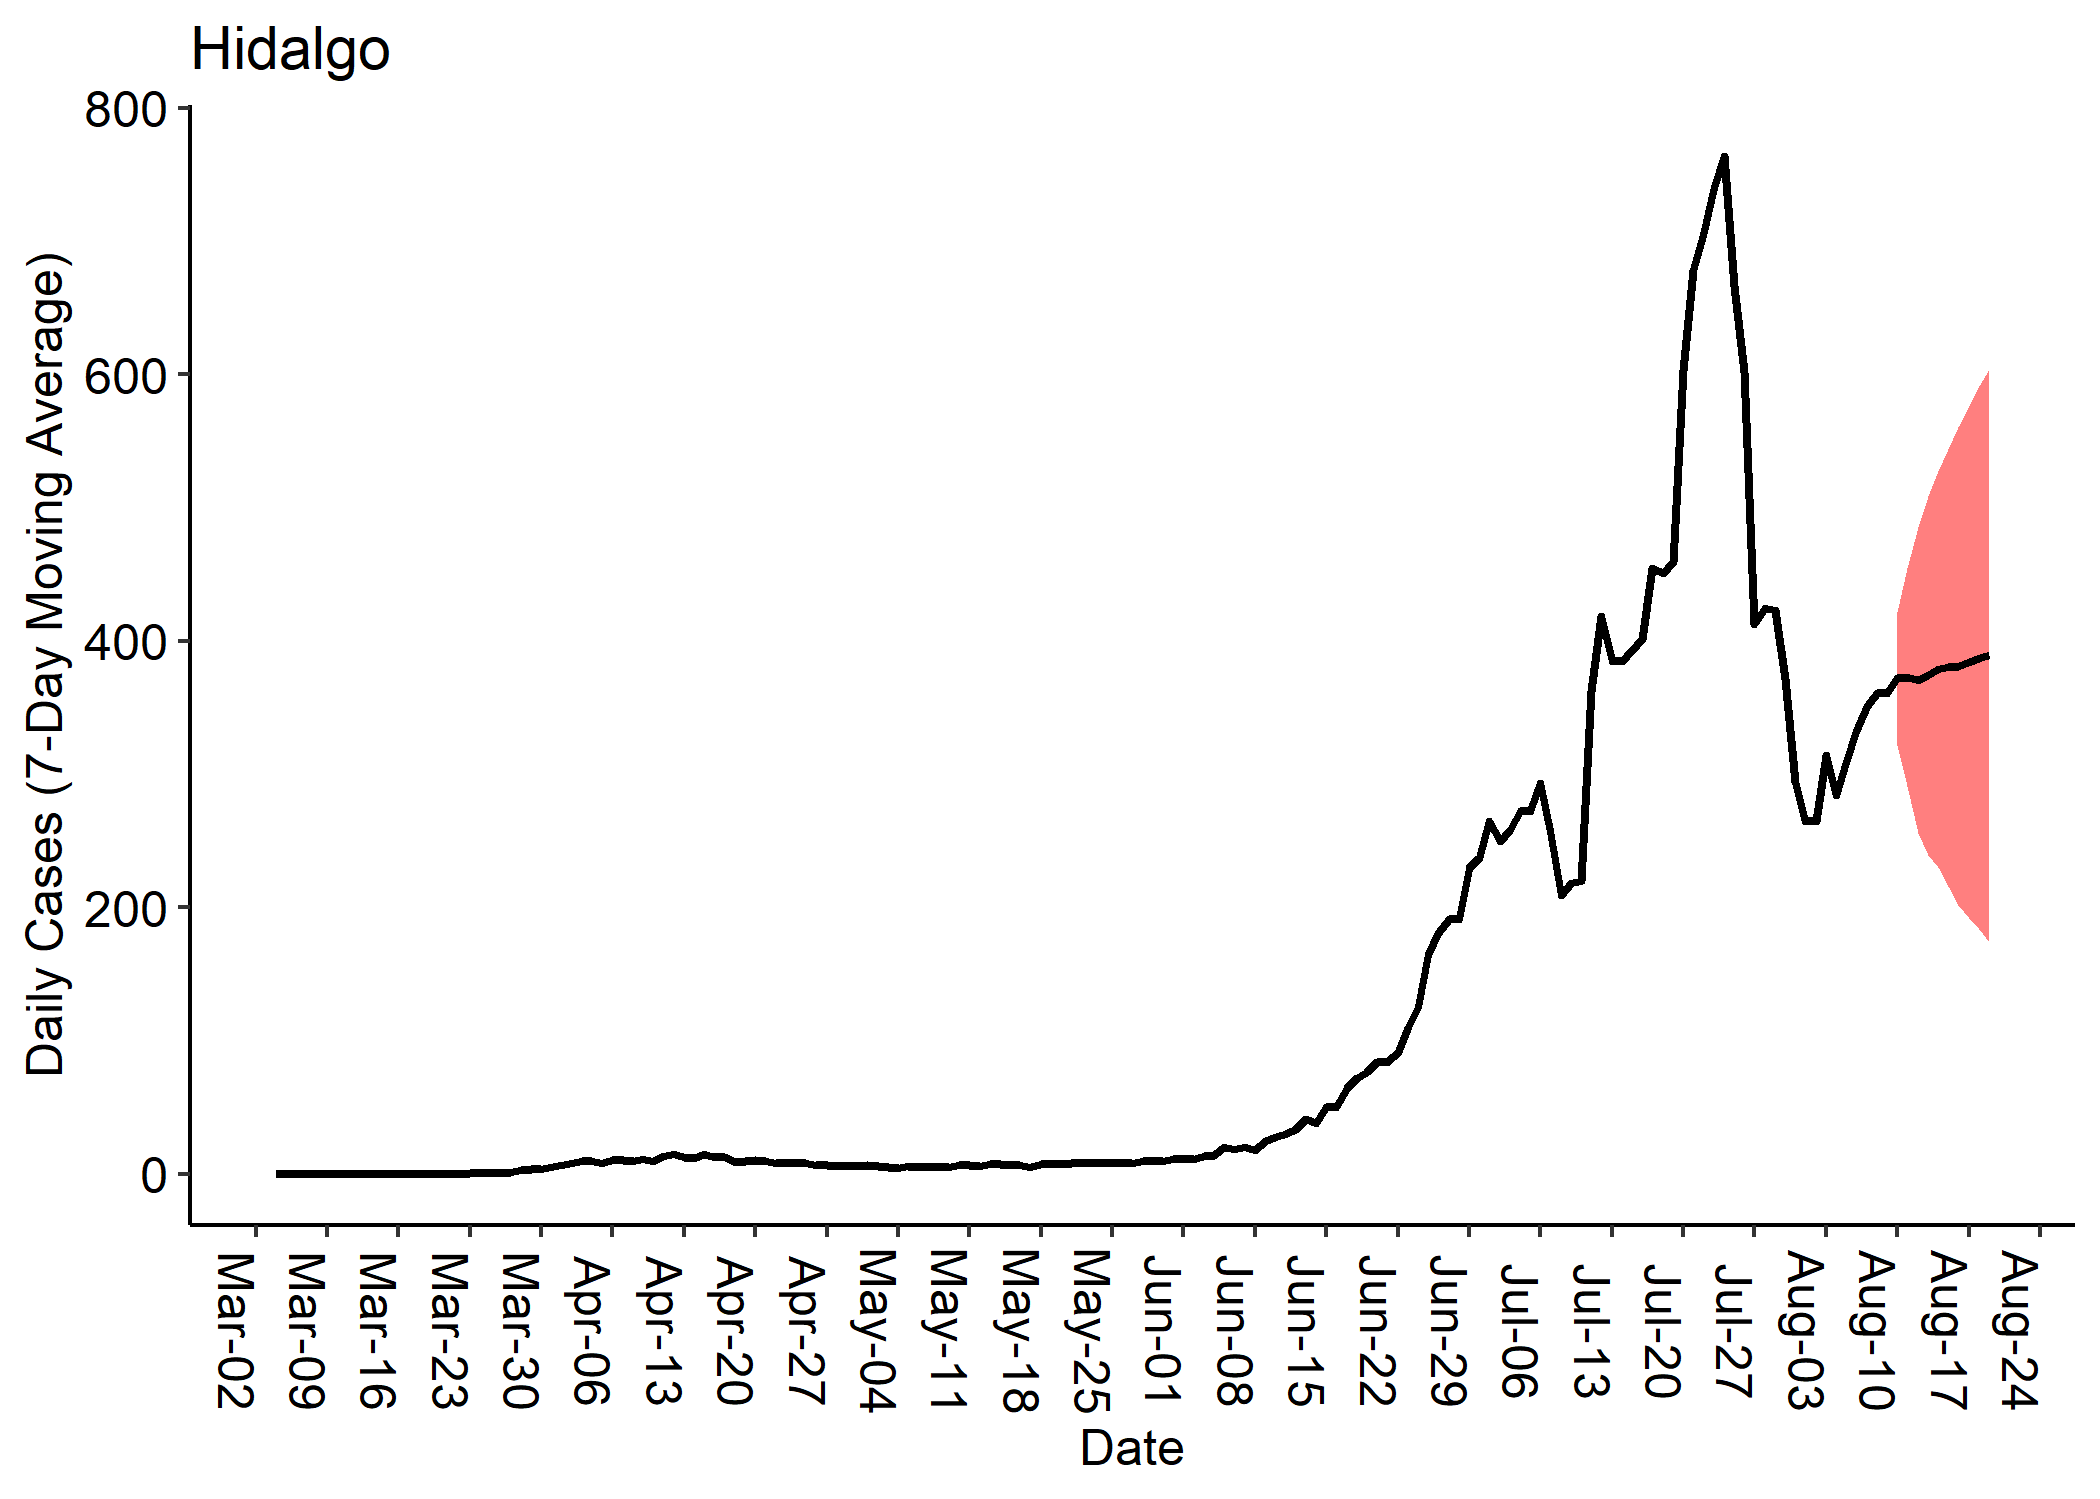 Hidalgo
800
600
400
200
0
Daily Cases (7-Day Moving Average)
Mar-02
Mar-09
Mar-16
Mar-23
Mar-30
Apr-06
Apr-13
Apr-20
Apr-27
May-04
May-11
May-18
May-25
Jun-01
Jun-08
Jun-15
Jun-22
Jun-29
Jul-06
Jul-13
Jul-20
Jul-27
Aug-03
Aug-10
Aug-17
Aug-24
Date